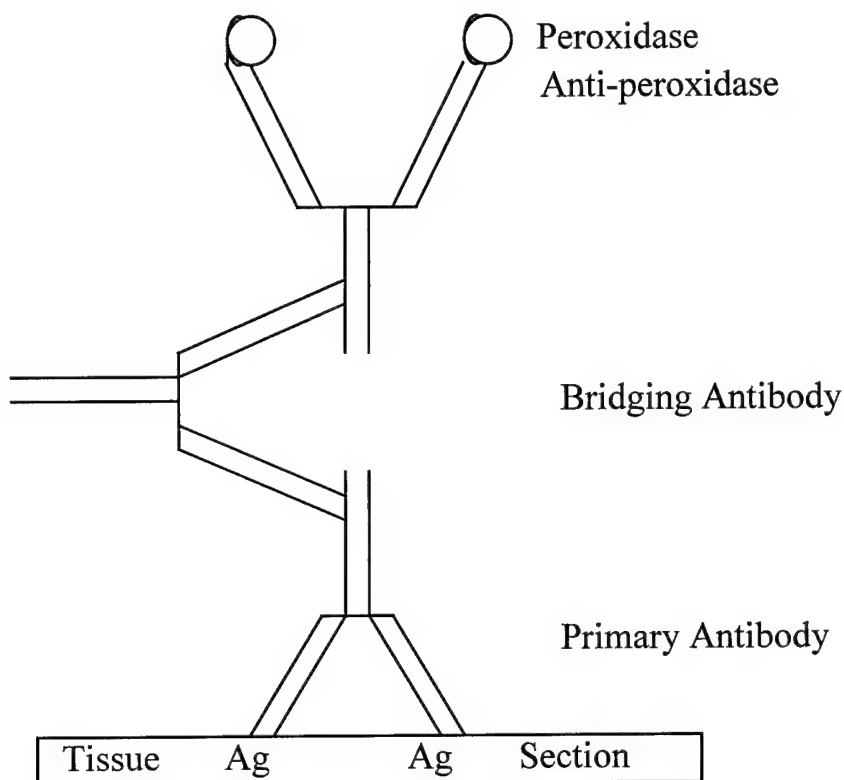 Peroxidase
Anti-peroxidase
Bridging Antibody
Primary Antibody
Tissue Ag Ag Section